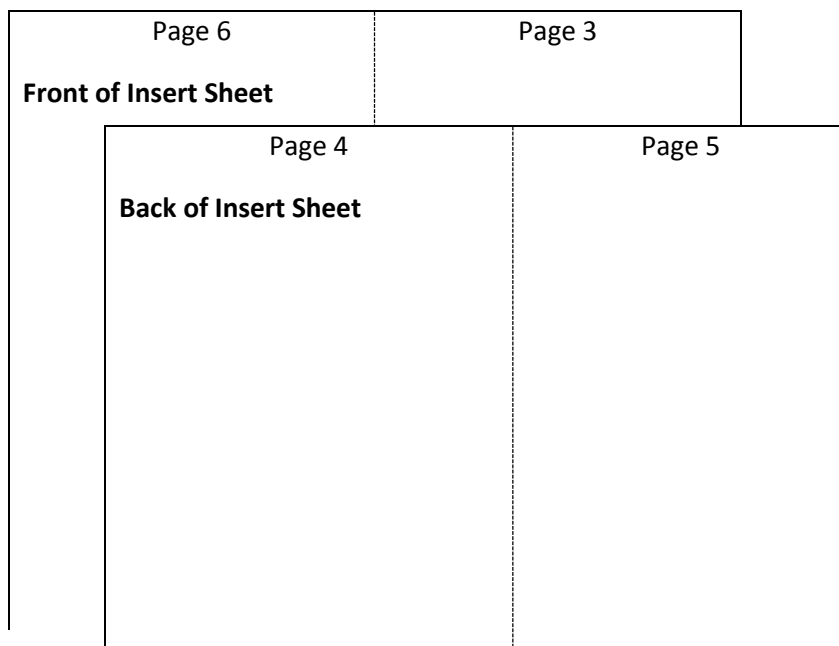 Page 6 Page 3
Front of Insert Sheet
Page 4 Page 5
Back of Insert Sheet